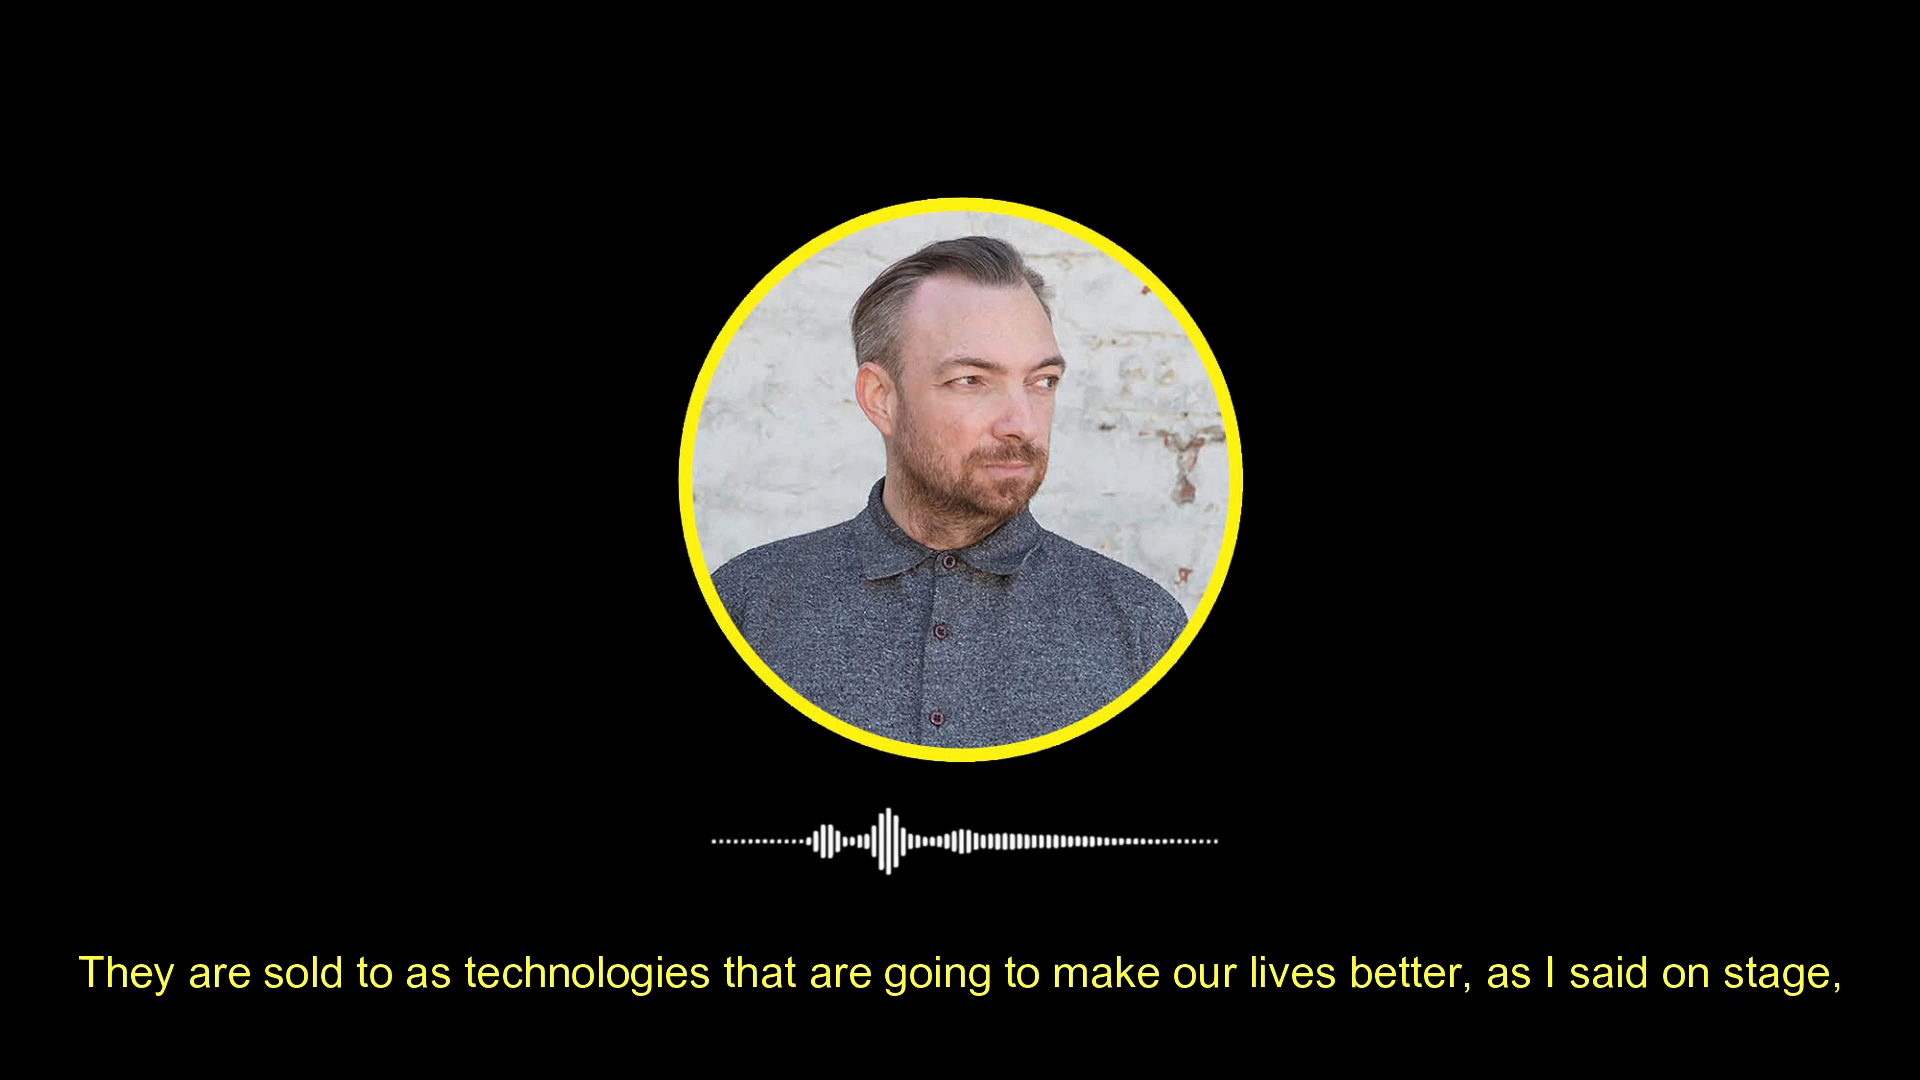 They are sold to as technologies that are going to make our lives better, as I said on stage,